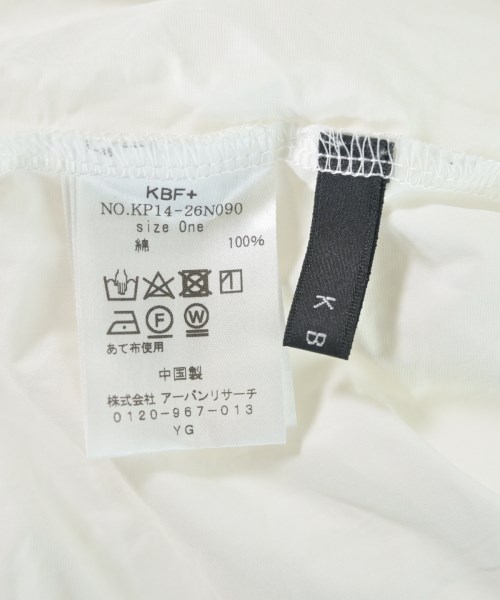 KBF+
NO.KP14-26N090
size One
綿 100%
F W
あて布使用
中国製
株式会社 アーバンリサーチ
0120-967-013
YG
K B